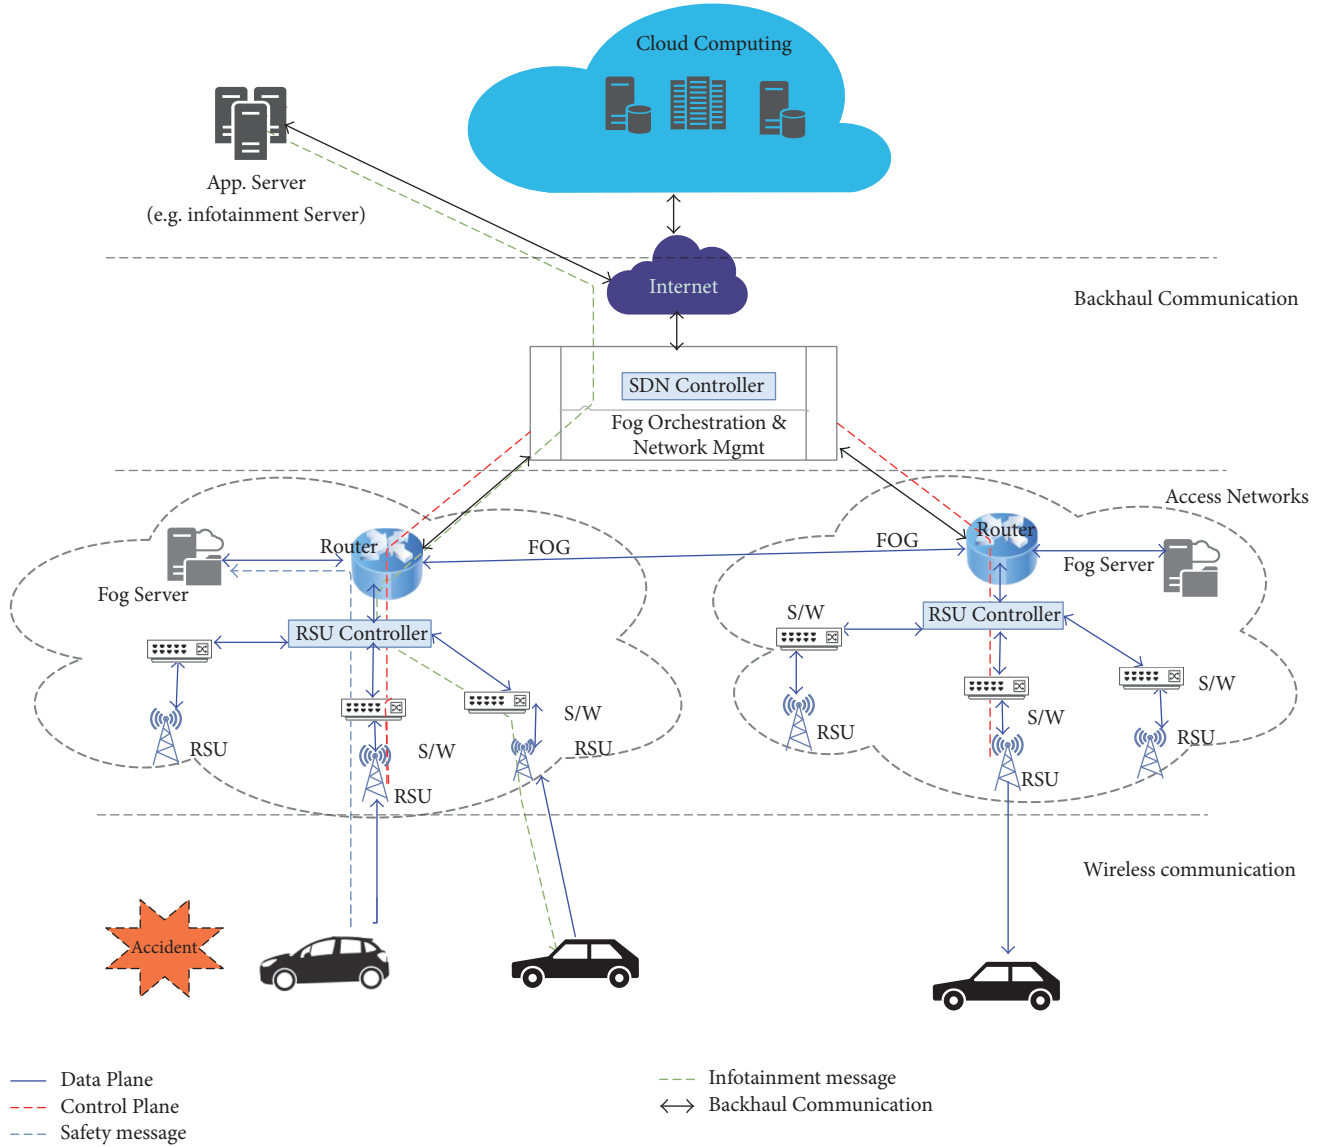 Cloud Computing
App. Server
(e.g. infotainment Server)
Internet
Backhaul Communication
SDN Controller
Fog Orchestration &
Network Mgmt
Access Networks
Router
FOG
FOG
Router
Fog Server
Fog Server
RSU Controller
S/W
RSU Controller
S/W
S/W
S/W
RSU
RSU
S/W
RSU
RSU
RSU
RSU
Wireless communication
Accident
Data Plane
Control Plane
Safety message
Infotainment message
Backhaul Communication